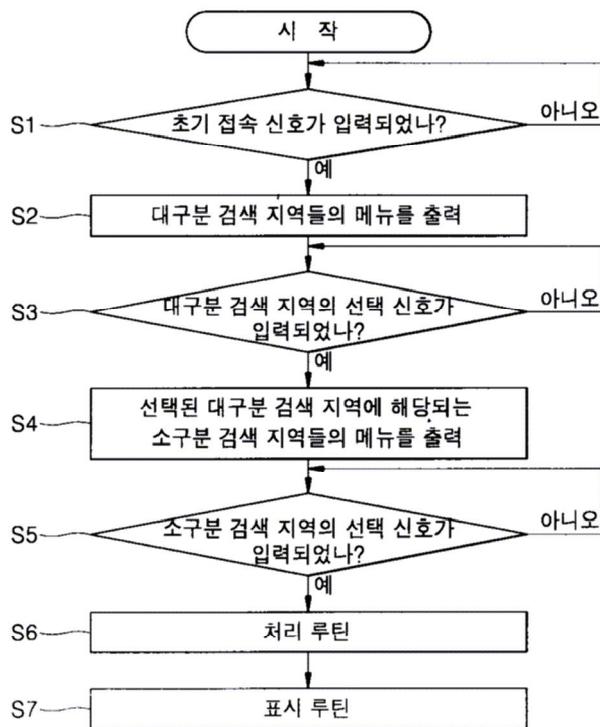 시 작
S1
초기 접속 신호가 입력되었나?
아니오
예
S2
대구분 검색 지역들의 메뉴를 출력
S3
대구분 검색 지역의 선택 신호가
입력되었나?
아니오
예
S4
선택된 대구분 검색 지역에 해당되는
소구분 검색 지역들의 메뉴를 출력
S5
소구분 검색 지역의 선택 신호가
입력되었나?
아니오
예
S6
처리 루틴
S7
표시 루틴